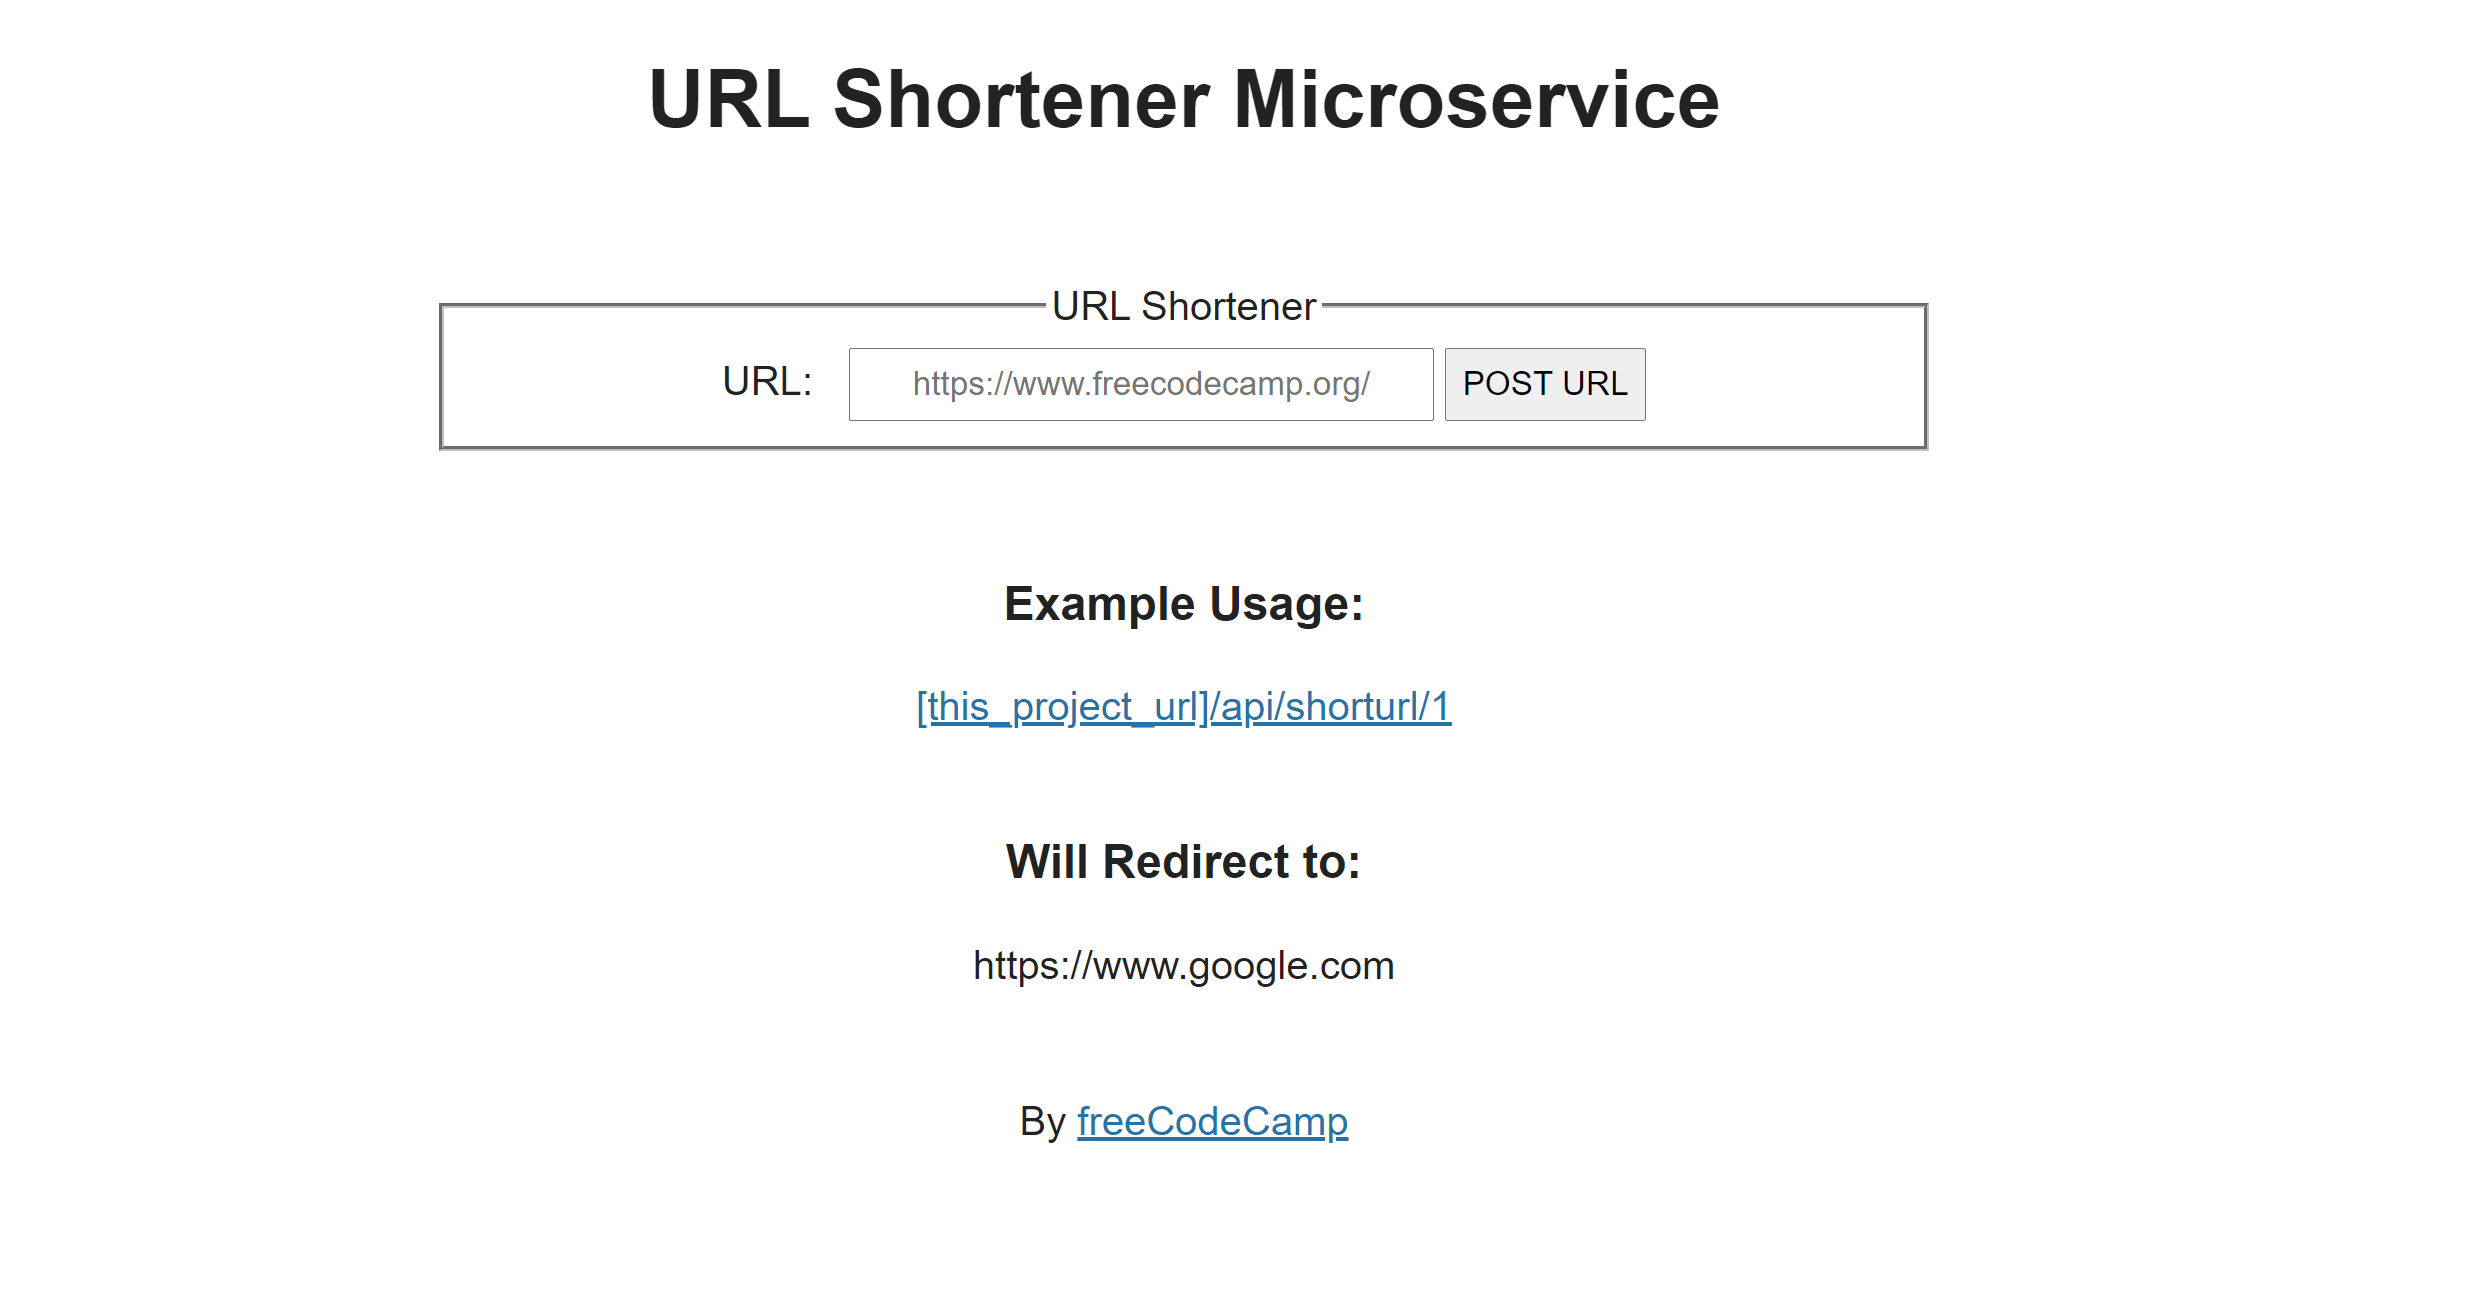 URL Shortener Microservice
URL Shortener
URL: https://www.freecodecamp.org/ POST URL
Example Usage:
[this_project_url]/api/shorturl/1
Will Redirect to:
https://www.google.com
By freeCodeCamp